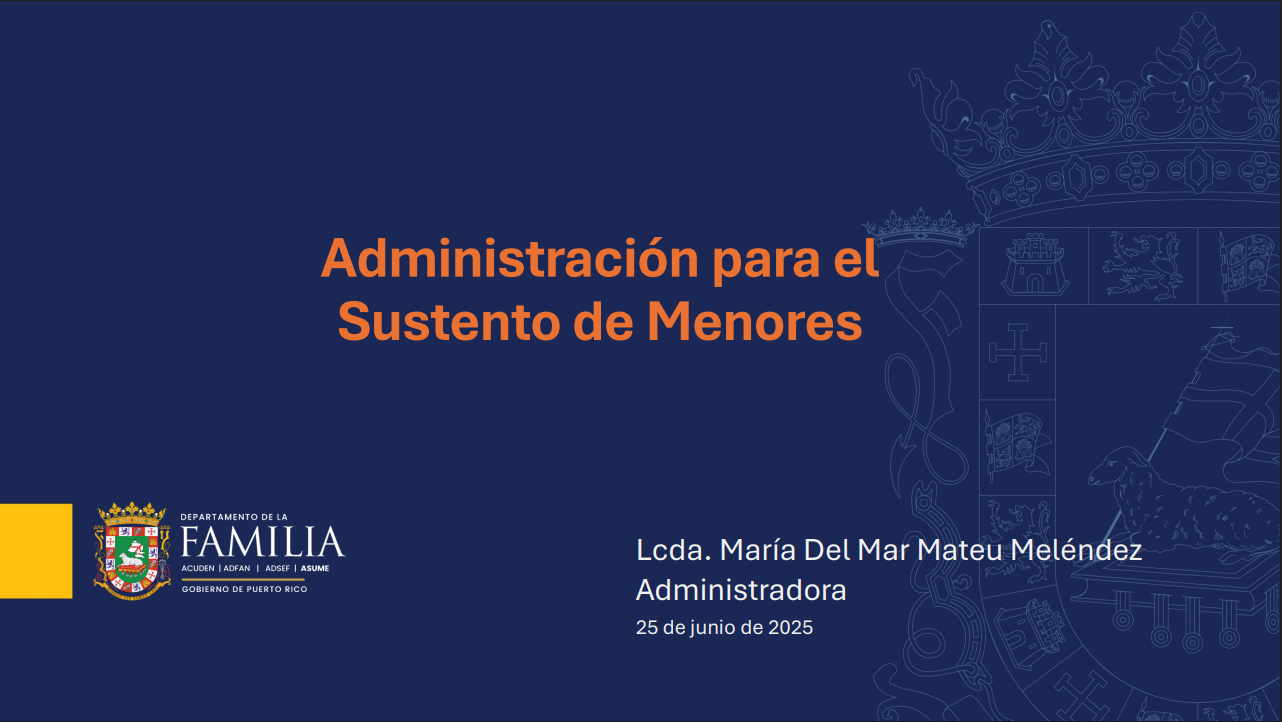 Administración para el
Sustento de Menores
DEPARTAMENTO DE LA
FAMILIA
ACUDEN | ADFAN | ADSEF | ASUME
GOBIERNO DE PUERTO RICO
Lcda. María Del Mar Mateu Meléndez
Administradora
25 de junio de 2025